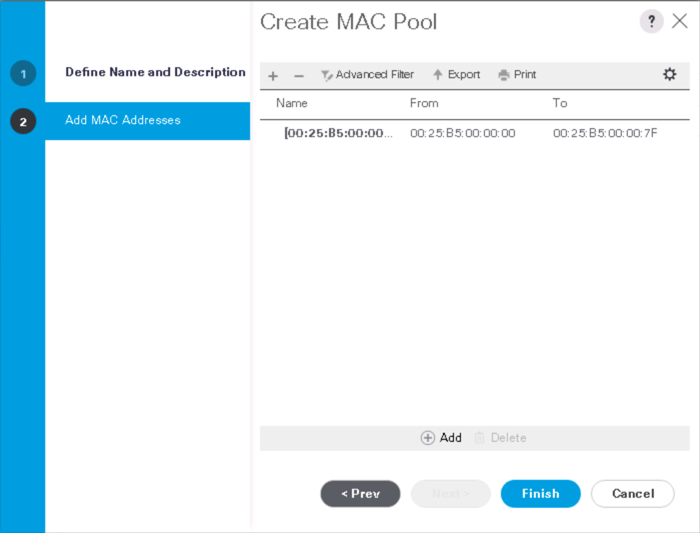 Create MAC Pool
?
1 Define Name and Description
2 Add MAC Addresses
+ − Advanced Filter Export Print
Name From To
[00:25:B5:00:00... 00:25:B5:00:00:00 00:25:B5:00:00:7F
Add Delete
< Prev Next > Finish Cancel